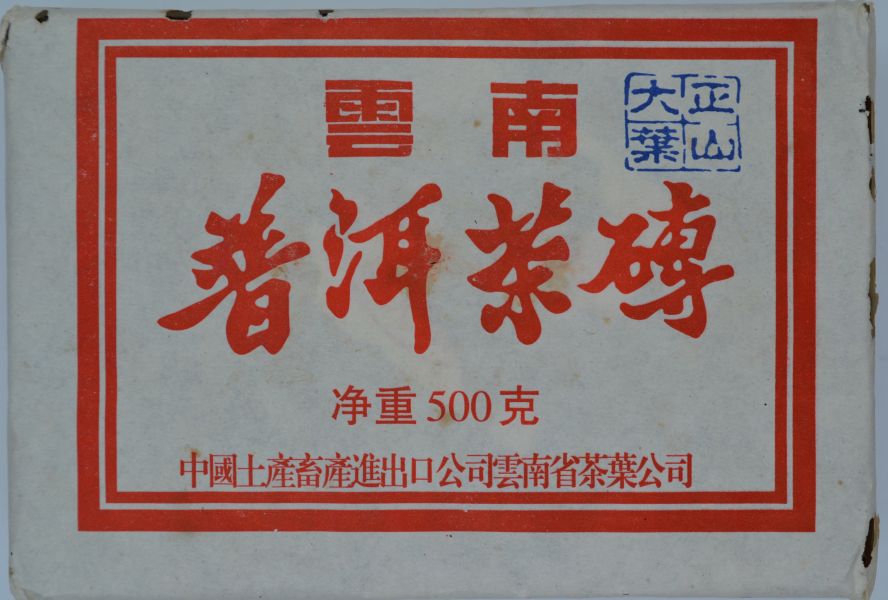 雲南
正山
大葉
普洱茶磚
净重500克
中國土產畜產進出口公司雲南省茶葉公司